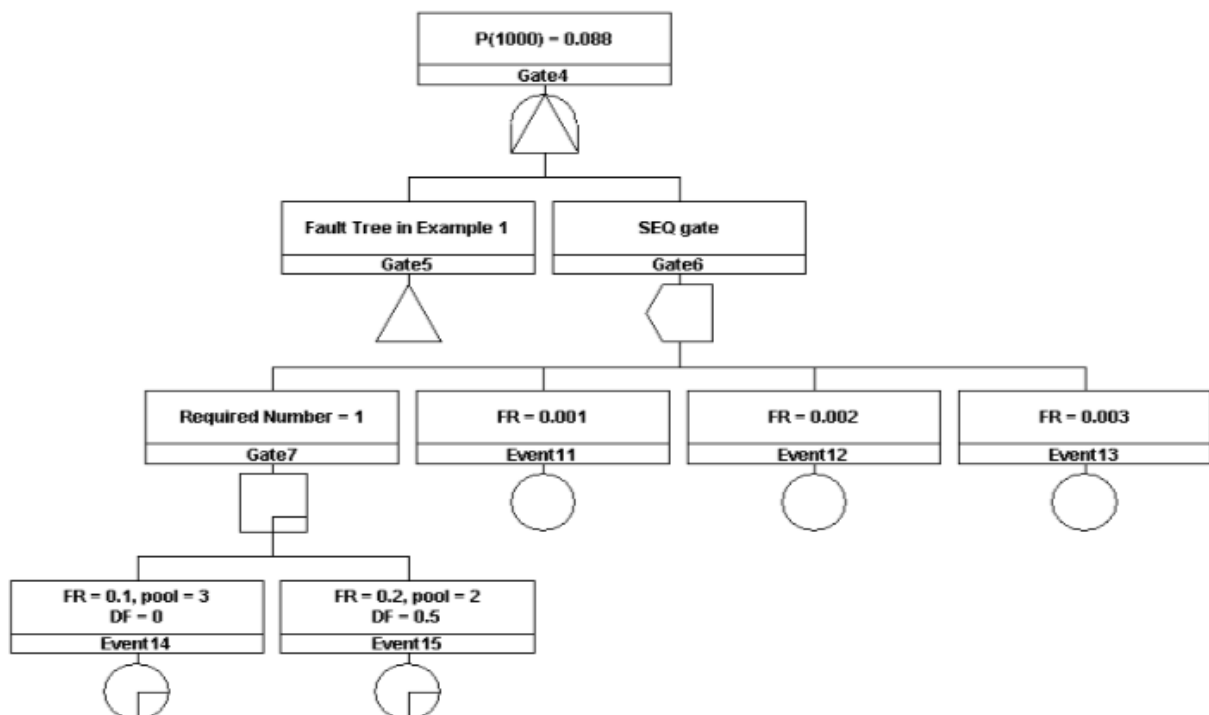 P(1000) = 0.088
Gate4
Fault Tree in Example 1
Gate5
SEQ gate
Gate6
Required Number = 1
Gate7
FR = 0.001
Event11
FR = 0.002
Event12
FR = 0.003
Event13
FR = 0.1, pool = 3
DF = 0
Event14
FR = 0.2, pool = 2
DF = 0.5
Event15